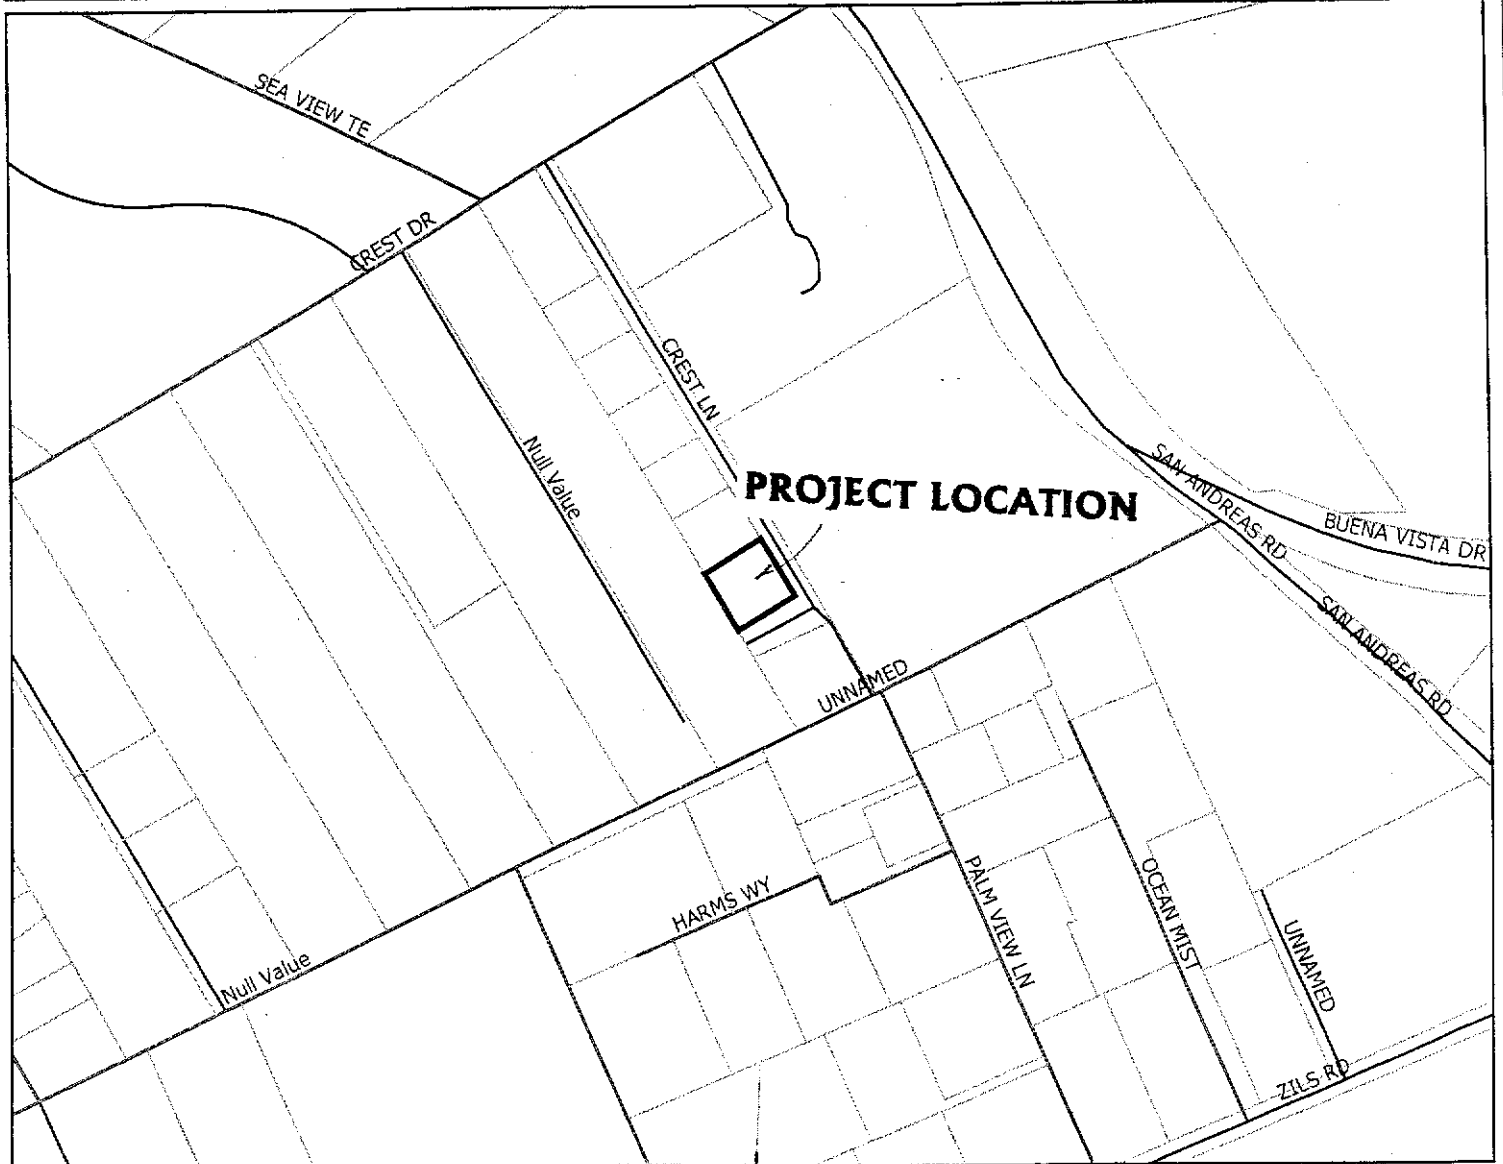 SEA VIEW TE
CREST DR
CREST LN
Null Value
PROJECT LOCATION
SAN ANDREAS RD
BUENA VISTA DR
SAN ANDREAS RD
UNNAMED
HARMS WY
PALM VIEW LN
OCEAN MIST
UNNAMED
Null Value
ZILS RD